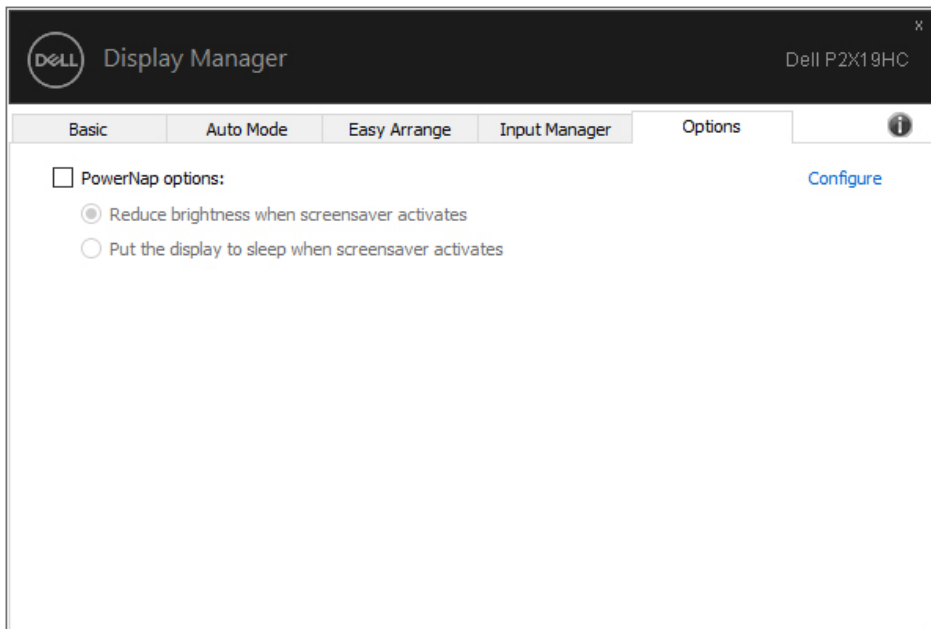 x
DELL Display Manager Dell P2X19HC
Basic Auto Mode Easy Arrange Input Manager Options i
PowerNap options: Configure
Reduce brightness when screensaver activates
Put the display to sleep when screensaver activates